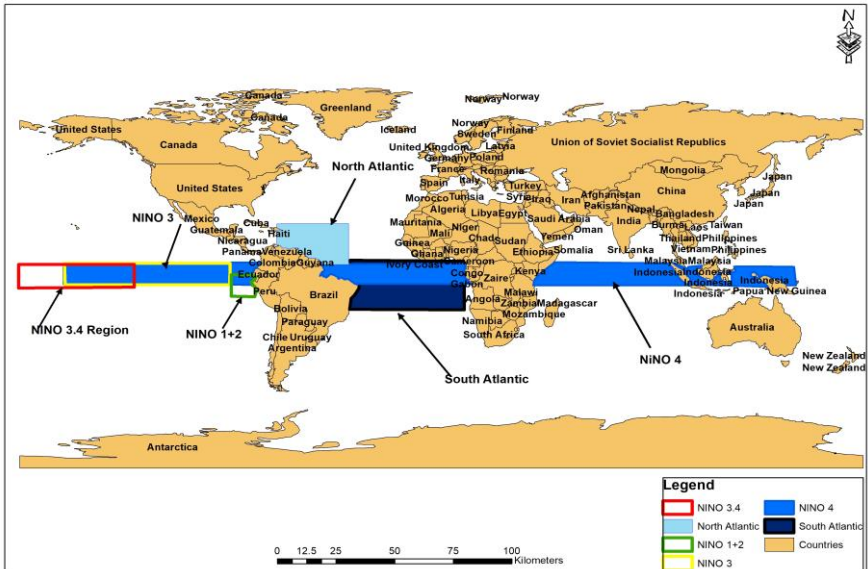 N
Canada
Greenland
Norway
Norway
United States
Canada
Iceland
Norway
Finland
Sweden
Canada
United Kingdom
Latvia
Union of Soviet Socialist Republics
Germany
Poland
North Atlantic
France
Romania
Mongolia
United States
Italy
Spain
Turkey
Japan
Morocco
Tunisia
Syria
Iraq
Iran
Afghanistan
China
Japan
NINO 3
Mexico
Cuba
Algeria
Libya
Egypt
Pakistan
Nepal
Japan
Guatemala
Haiti
Mauritania
Niger
Saudi Arabia
India
Bangladesh
Nicaragua
Mali
Chad
Sudan
Oman
Burma
Laos
Taiwan
Panama
Venezuela
Guinea
Nigeria
Yemen
Thailand
Philippines
Colombia
Guyana
Ghana
Ethiopia
Somalia
Sri Lanka
Vietnam
Philippines
Ivory Coast
Cameroon
Malaysia
Malaysia
Ecuador
Congo
Zaire
Kenya
Indonesia
Indonesia
Peru
Brazil
Gabon
Indonesia
Indonesia
Angola
Malawi
Indonesia
Papua New Guinea
NINO 3.4 Region
NINO 1+2
Bolivia
Zambia
Madagascar
Mozambique
Paraguay
Namibia
Australia
Chile
Uruguay
South Africa
Argentina
NiNO 4
New Zealand
New Zealand
South Atlantic
Antarctica
Legend
NINO 3.4
NINO 4
North Atlantic
South Atlantic
NINO 1+2
Countries
NINO 3
0 12.5 25 50 75 100
Kilometers